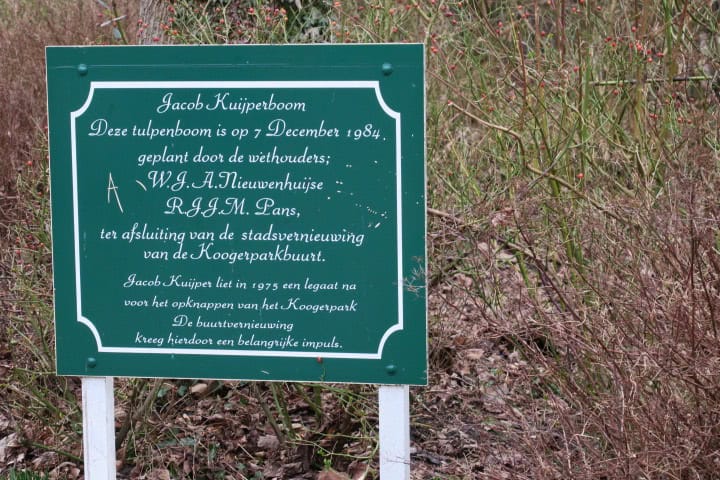 Jacob Kuijperboom
Deze tulpenboom is op 7 December 1984.
geplant door de wethouders;
W.J.A. Nieuwenhuijse
R.J.J.M. Pans,
ter afsluiting van de stadsvernieuwing
van de Koogerparkbuurt.
Jacob Kuijper liet in 1975 een legaat na
voor het opknappen van het Koogerpark
De buurtvernieuwing
kreeg hierdoor een belangrijke impuls.